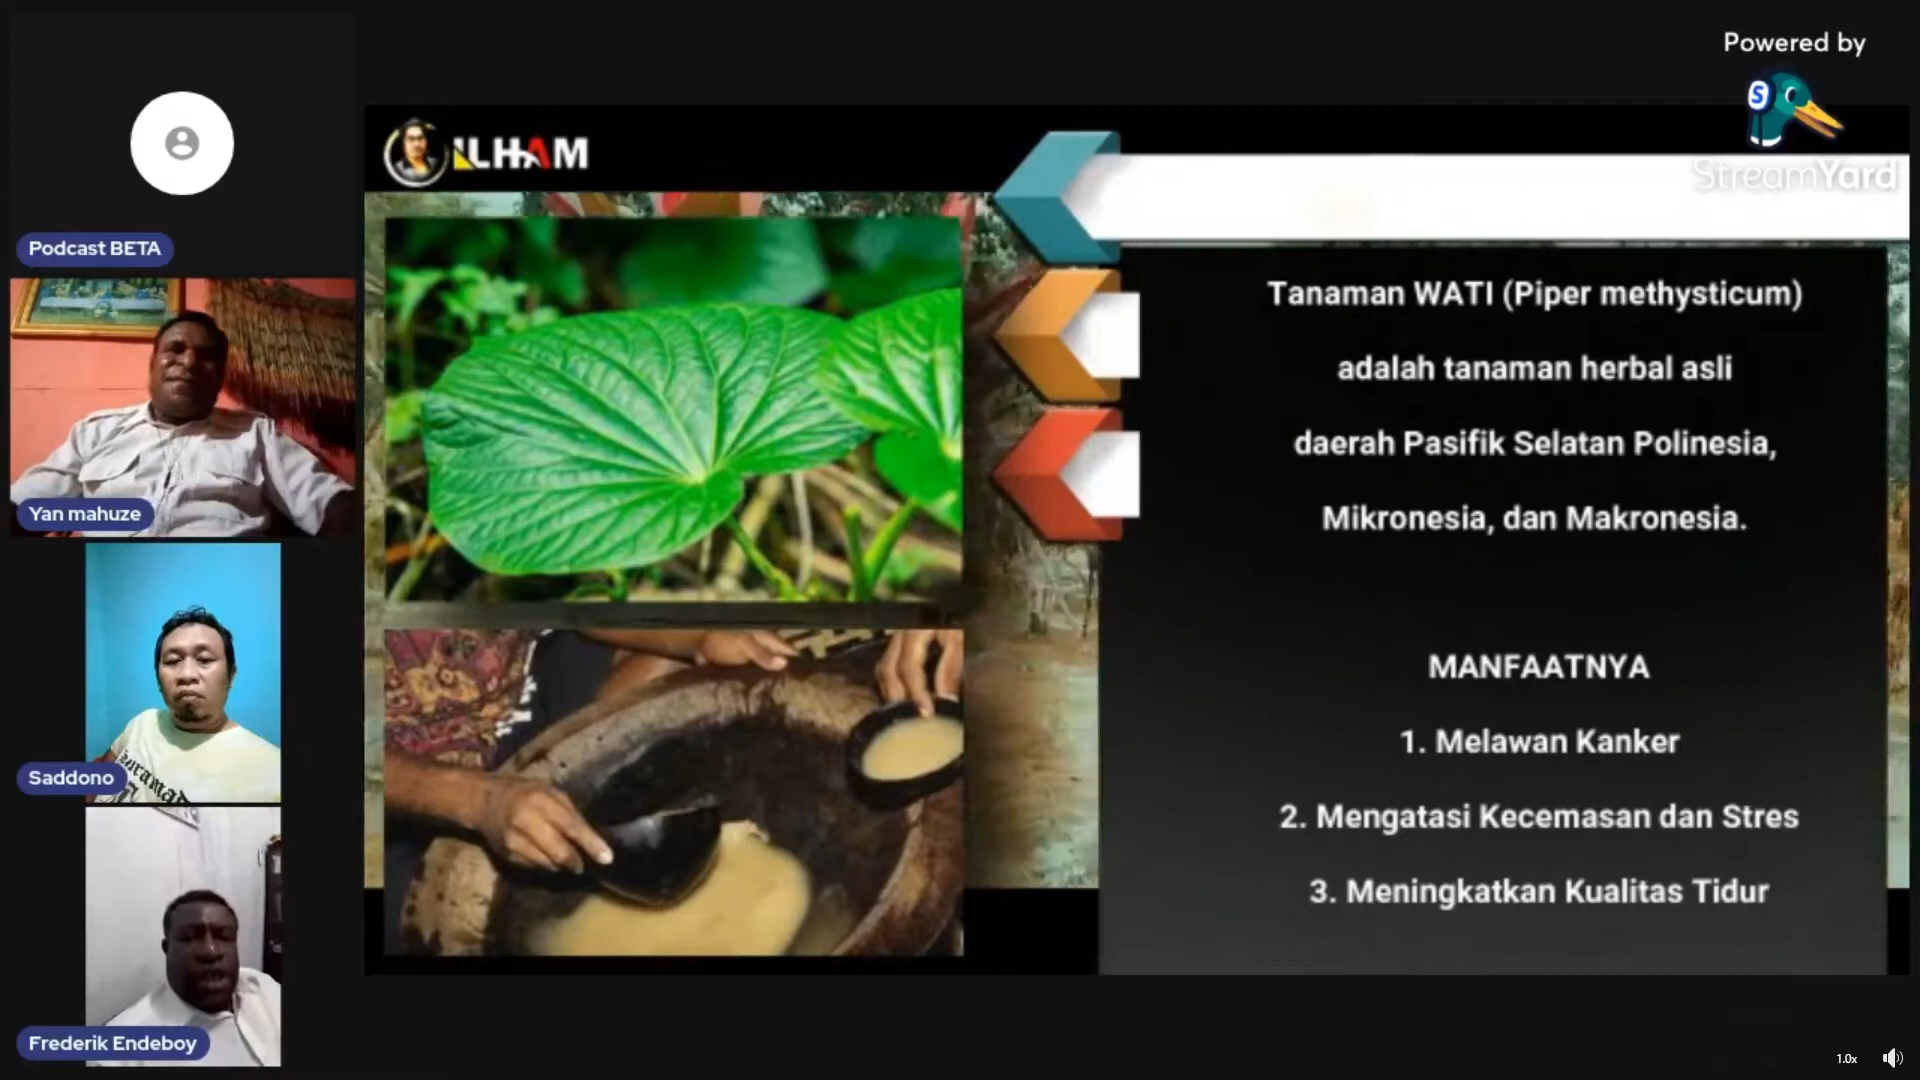 Powered by
StreamYard
S
ILHAM
Podcast BETA
Yan mahuze
Saddono
Frederik Endeboy
Tanaman WATI (Piper methysticum)
adalah tanaman herbal asli
daerah Pasifik Selatan Polinesia,
Mikronesia, dan Makronesia.
MANFAATNYA
1. Melawan Kanker
2. Mengatasi Kecemasan dan Stres
3. Meningkatkan Kualitas Tidur
1.0x